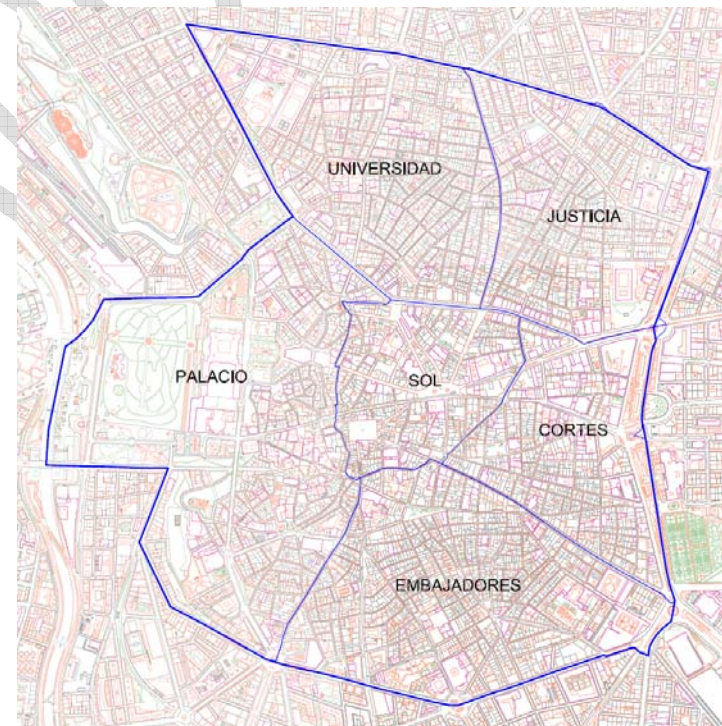 UNIVERSIDAD
JUSTICIA
PALACIO
SOL
CORTES
EMBAJADORES